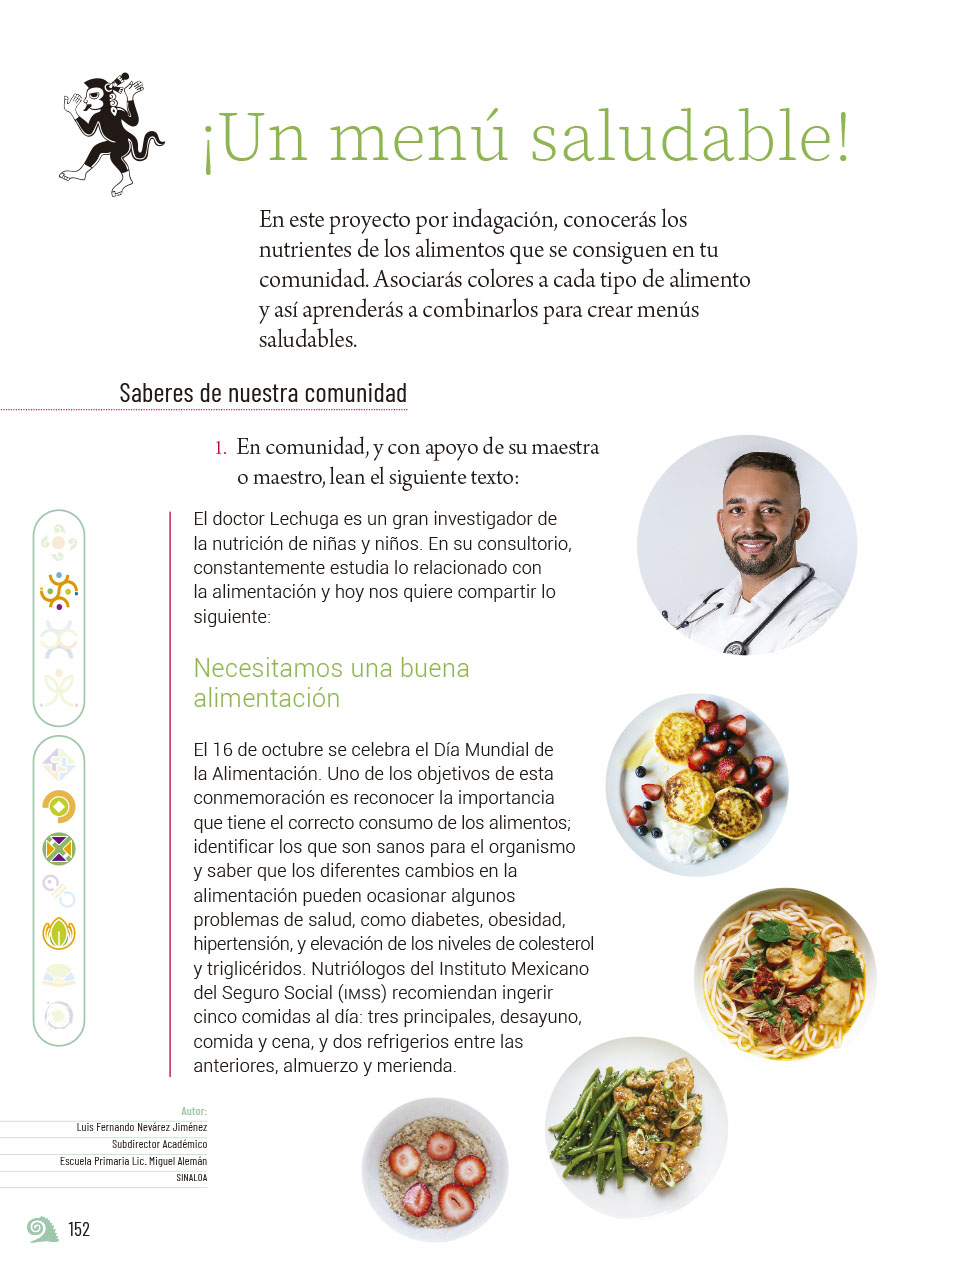 ¡Un menú saludable!
En este proyecto por indagación, conocerás los
nutrientes de los alimentos que se consiguen en tu
comunidad. Asociarás colores a cada tipo de alimento
y así aprenderás a combinarlos para crear menús
saludables.
Saberes de nuestra comunidad
1. En comunidad, y con apoyo de su maestra
o maestro, lean el siguiente texto:
El doctor Lechuga es un gran investigador de
la nutrición de niñas y niños. En su consultorio,
constantemente estudia lo relacionado con
la alimentación y hoy nos quiere compartir lo
siguiente:
Necesitamos una buena
alimentación
El 16 de octubre se celebra el Día Mundial de
la Alimentación. Uno de los objetivos de esta
conmemoración es reconocer la importancia
que tiene el correcto consumo de los alimentos;
identificar los que son sanos para el organismo
y saber que los diferentes cambios en la
alimentación pueden ocasionar algunos
problemas de salud, como diabetes, obesidad,
hipertensión, y elevación de los niveles de colesterol
y triglicéridos. Nutriólogos del Instituto Mexicano
del Seguro Social (IMSS) recomiendan ingerir
cinco comidas al día: tres principales, desayuno,
comida y cena, y dos refrigerios entre las
anteriores, almuerzo y merienda.
Autor:
Luis Fernando Nevárez Jiménez
Subdirector Académico
Escuela Primaria Lic. Miguel Alemán
SINALOA
152